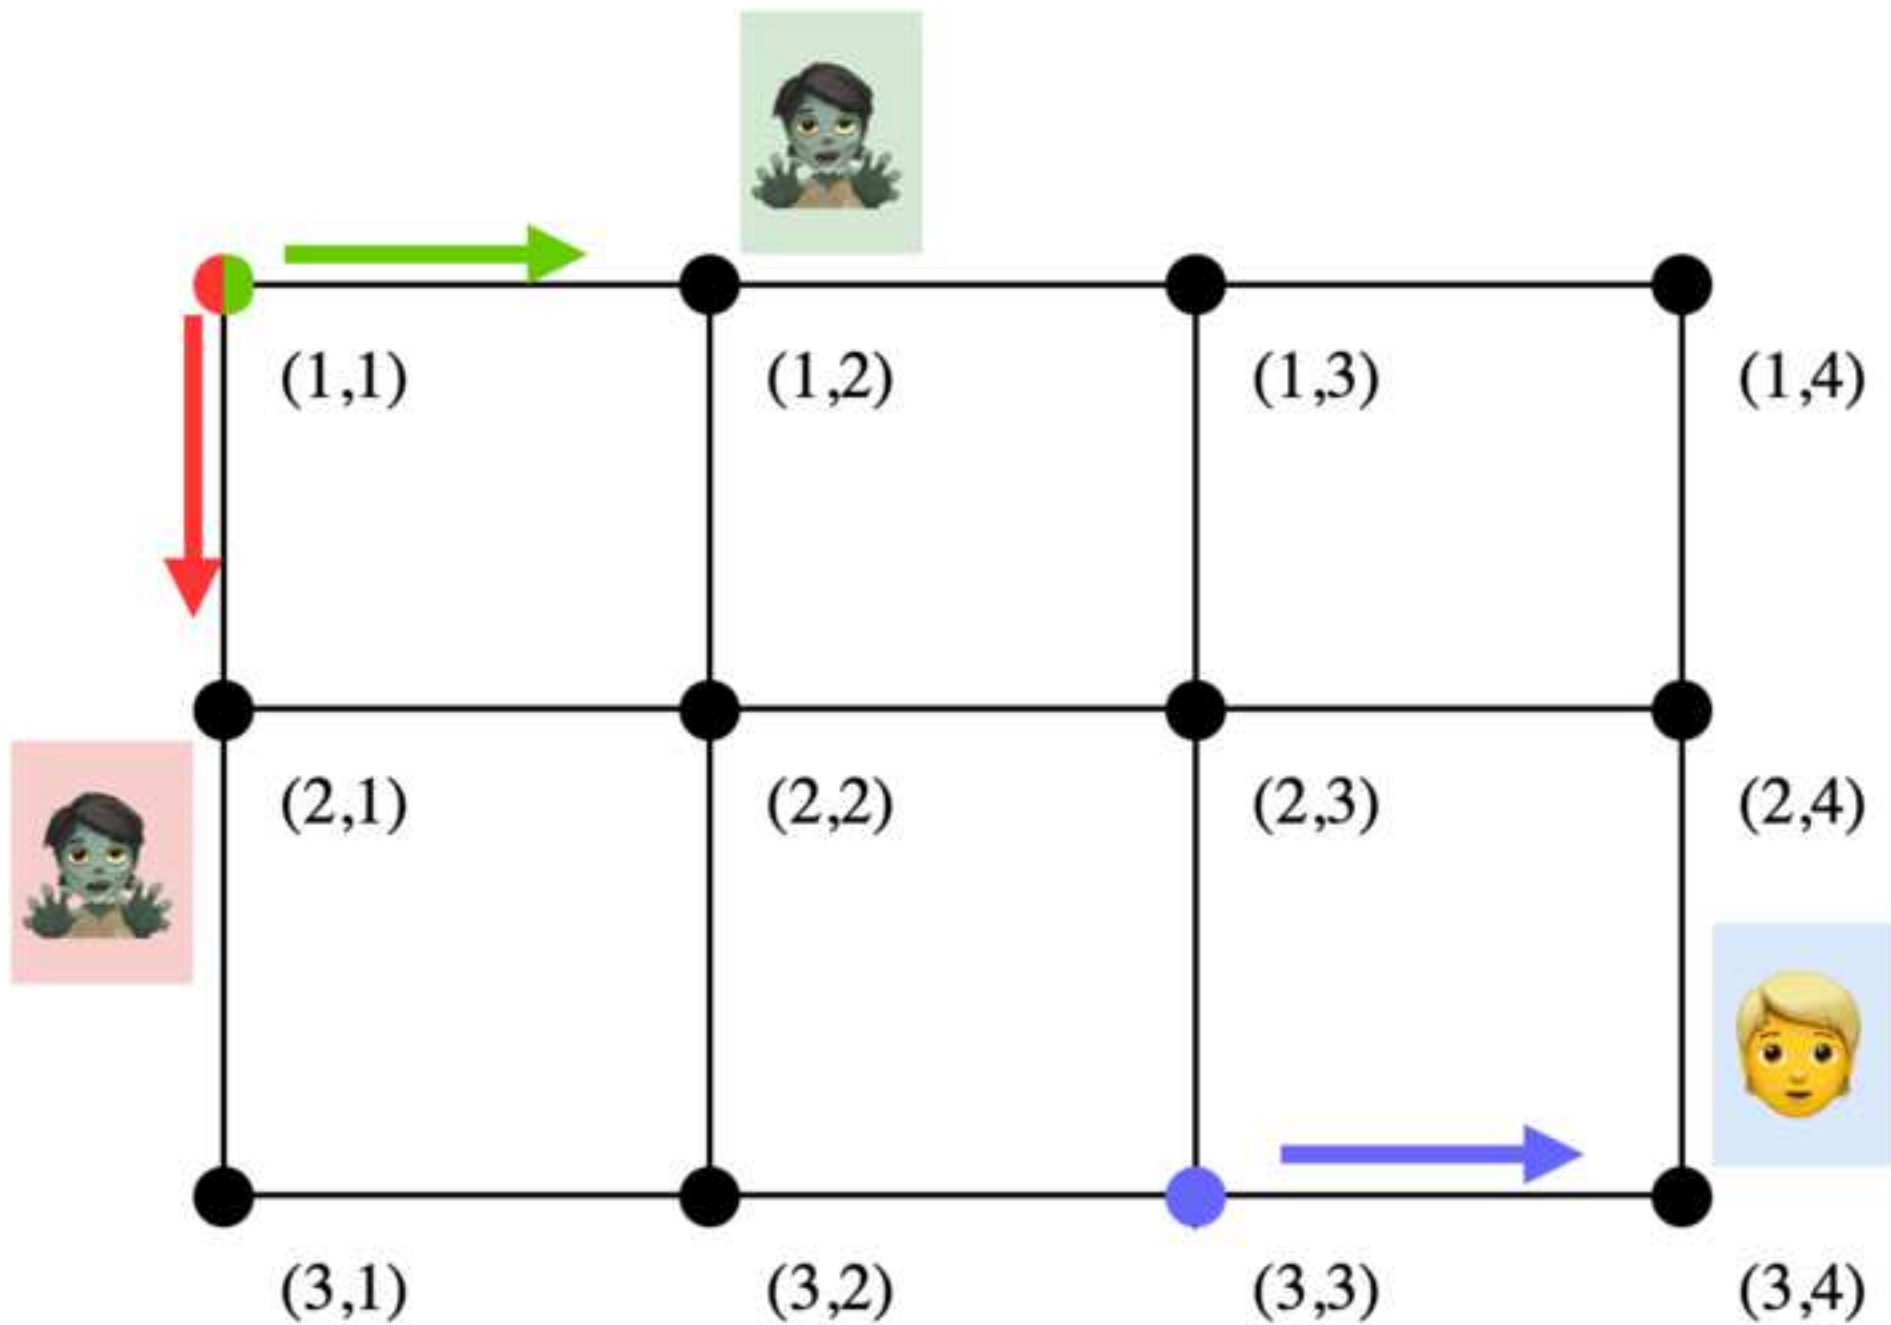 (1,1) (1,2) (1,3) (1,4)
(2,1) (2,2) (2,3) (2,4)
(3,1) (3,2) (3,3) (3,4)